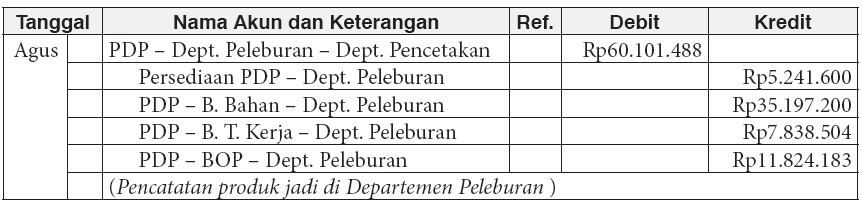 Tanggal Nama Akun dan Keterangan Ref. Debit Kredit
Agus PDP – Dept. Peleburan – Dept. Pencetakan Rp60.101.488
Persediaan PDP – Dept. Peleburan Rp5.241.600
PDP – B. Bahan – Dept. Peleburan Rp35.197.200
PDP – B. T. Kerja – Dept. Peleburan Rp7.838.504
PDP – BOP – Dept. Peleburan Rp11.824.183
(Pencatatan produk jadi di Departemen Peleburan )